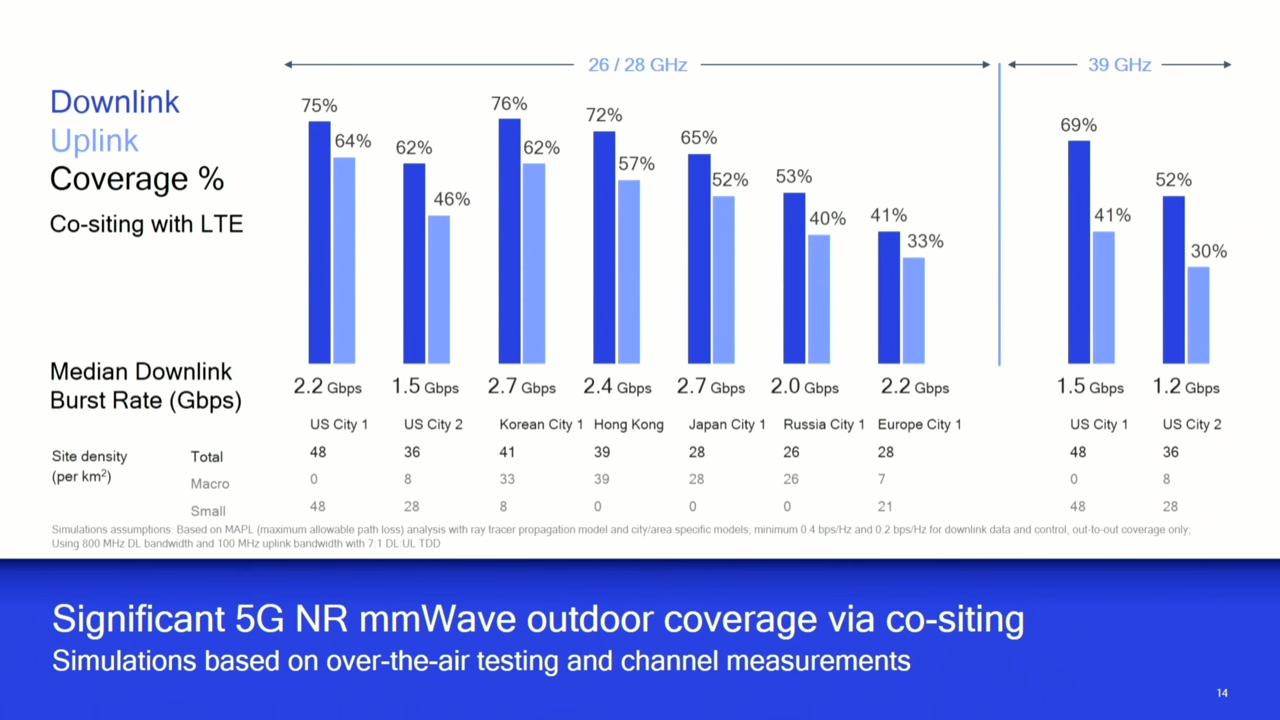 26 / 28 GHz
39 GHz
Downlink
Uplink
Coverage %
Co-siting with LTE
75% 64% 62% 46% 76% 62% 72% 57% 65% 52% 53% 40% 41% 33% 69% 41% 52% 30%
Median Downlink
Burst Rate (Gbps)
2.2 Gbps 1.5 Gbps 2.7 Gbps 2.4 Gbps 2.7 Gbps 2.0 Gbps 2.2 Gbps 1.5 Gbps 1.2 Gbps
US City 1 US City 2 Korean City 1 Hong Kong Japan City 1 Russia City 1 Europe City 1 US City 1 US City 2
Site density
(per km²)
Total 48 36 41 39 28 26 28 48 36
Macro 0 8 33 39 28 26 7 0 8
Small 48 28 8 0 0 0 21 48 28
Simulations assumptions: Based on MAPL (maximum allowable path loss) analysis with ray tracer propagation model and city/area specific models; minimum 0.4 bps/Hz and 0.2 bps/Hz for downlink data and control, out-to-out coverage only;
Using 800 MHz DL bandwidth and 100 MHz uplink bandwidth with 7:1 DL:UL TDD
Significant 5G NR mmWave outdoor coverage via co-siting
Simulations based on over-the-air testing and channel measurements
14